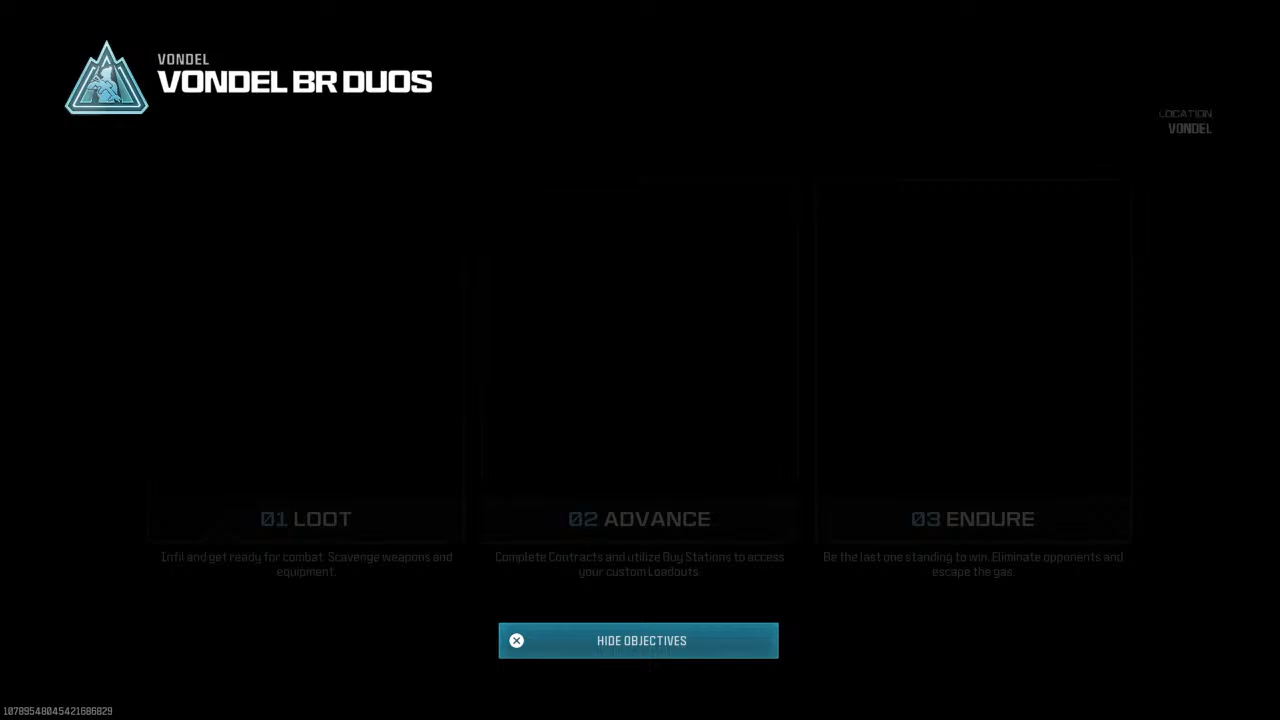 VONDEL
VONDEL BR DUOS
LOCATION
VONDEL
01 LOOT
Infil and get ready for combat. Scavenge weapons and
equipment.
02 ADVANCE
Complete Contracts and utilize Buy Stations to access
your custom Loadouts.
03 ENDURE
Be the last one standing to win. Eliminate opponents and
escape the gas.
HIDE OBJECTIVES
10789548045421686829